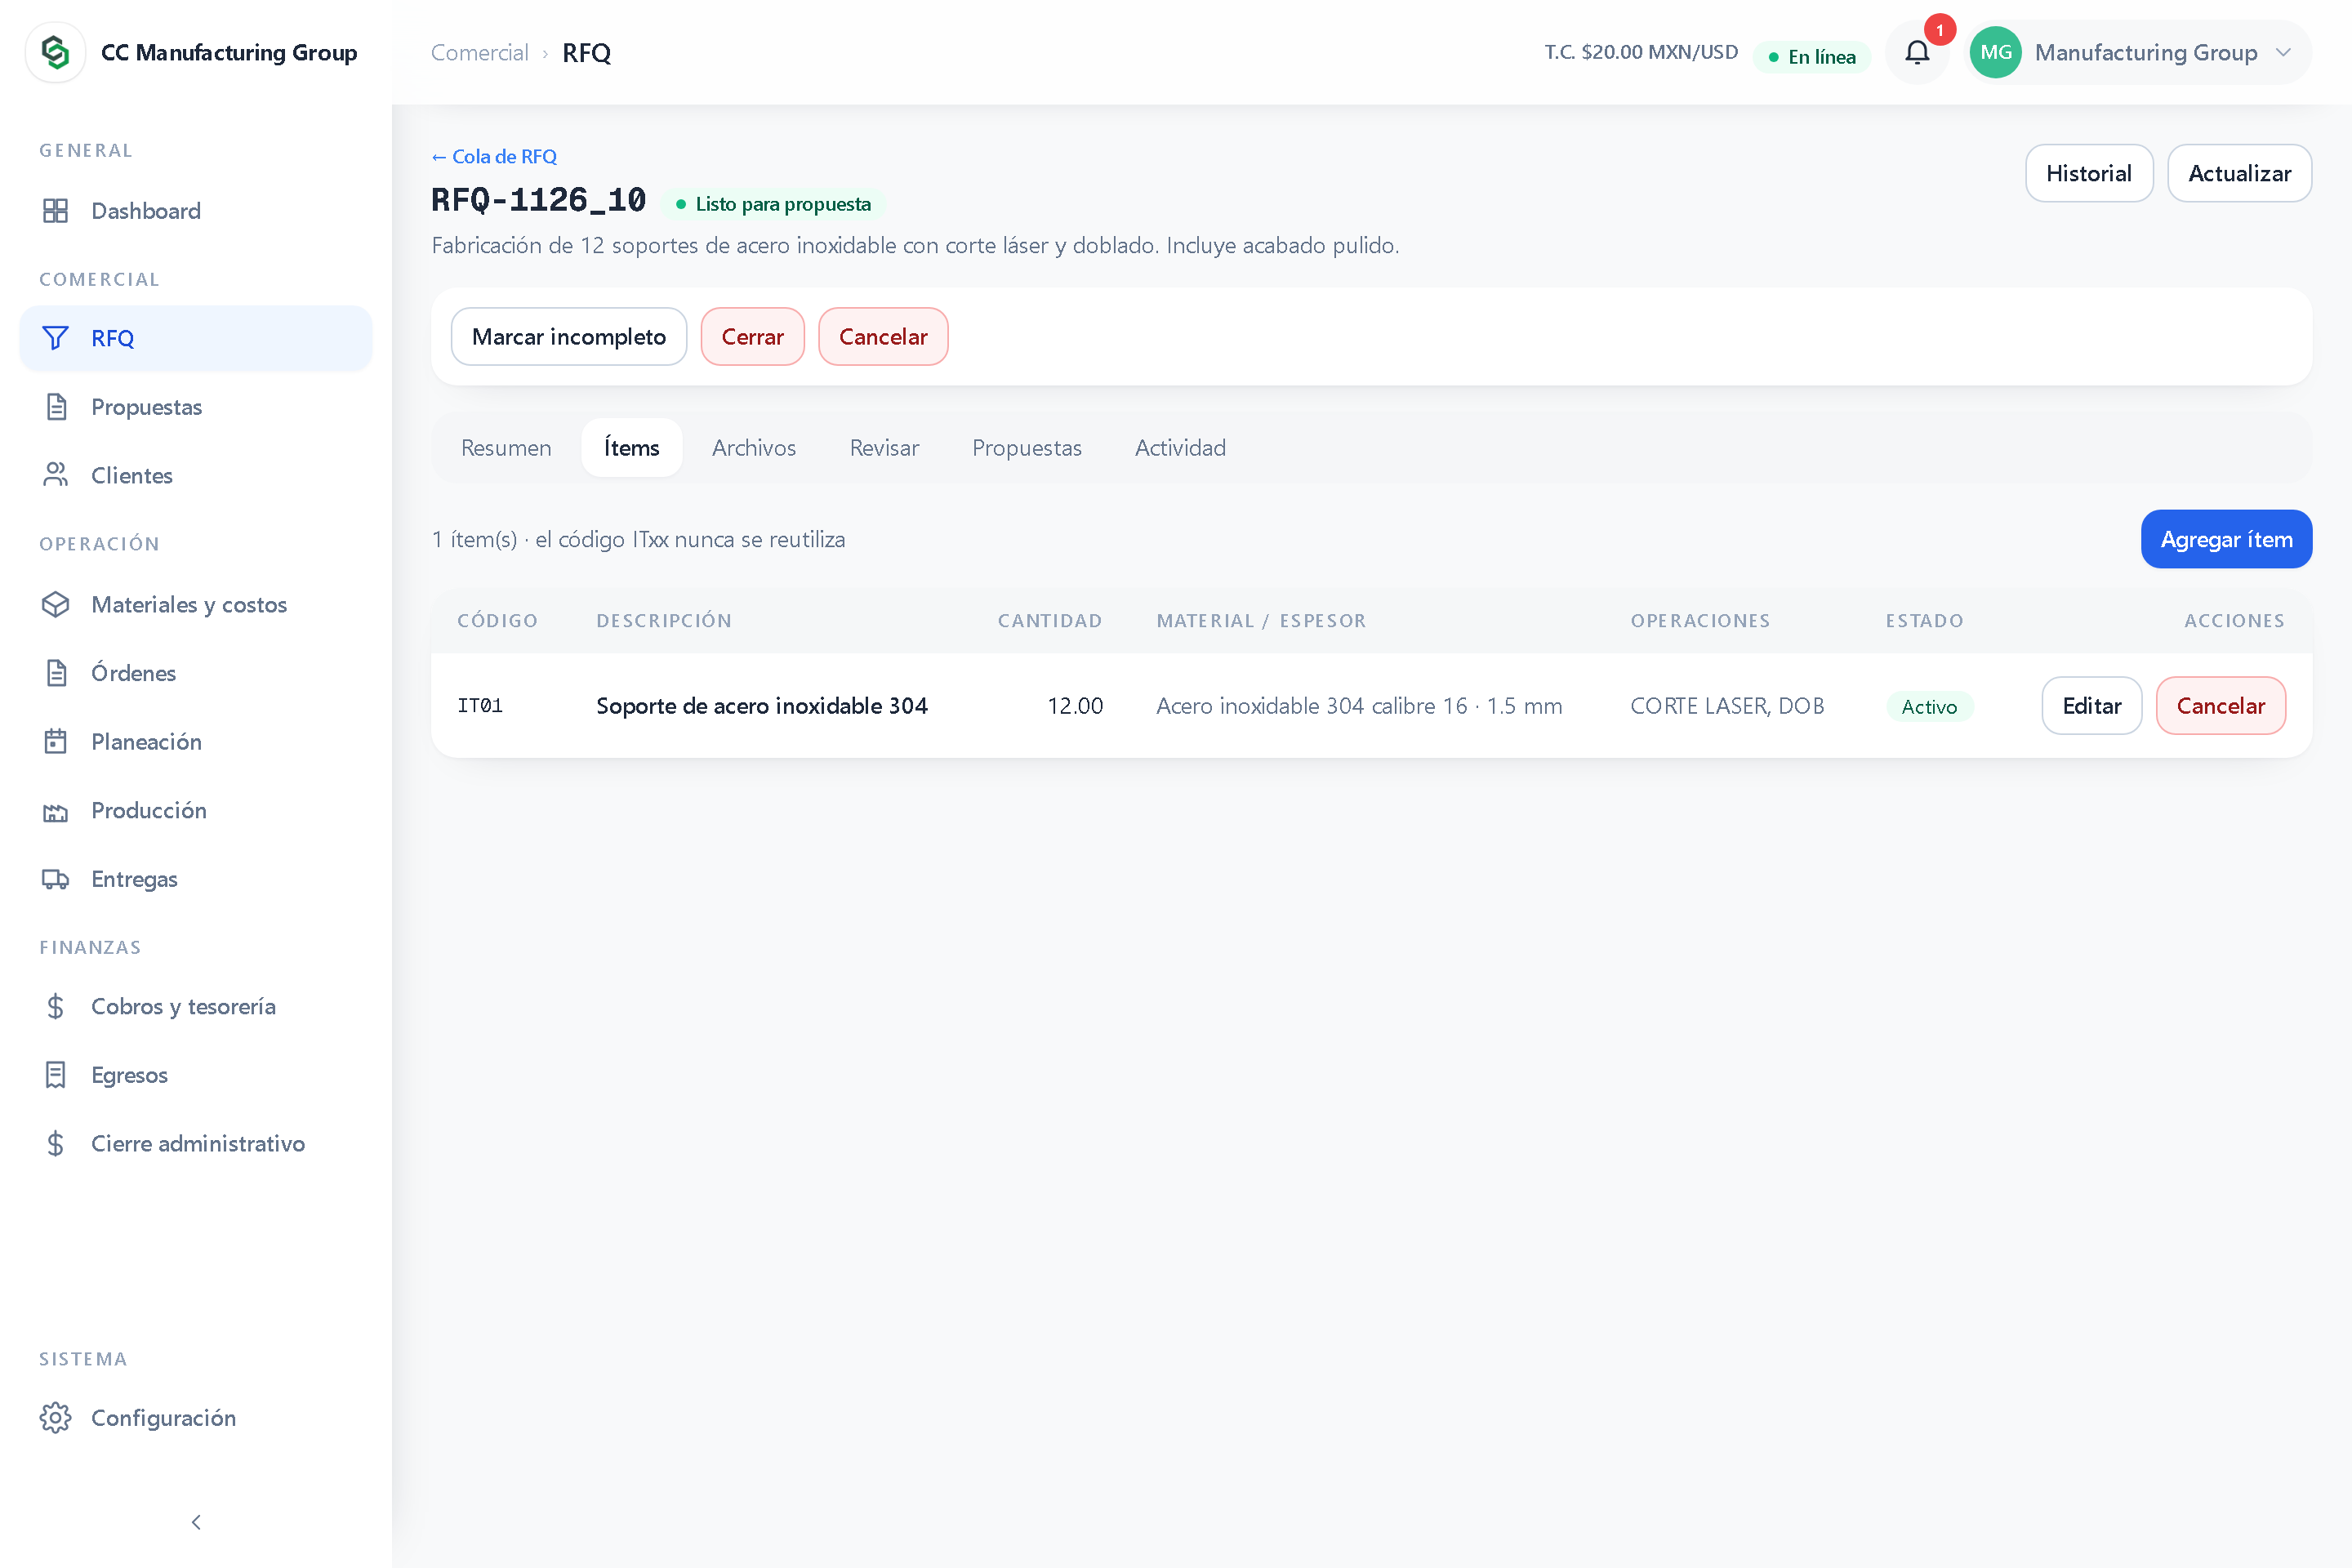 CC Manufacturing Group
Comercial › RFQ
T.C. $20.00 MXN/USD
En línea
1
MG
Manufacturing Group
GENERAL
Dashboard
COMERCIAL
RFQ
Propuestas
Clientes
OPERACIÓN
Materiales y costos
Órdenes
Planeación
Producción
Entregas
FINANZAS
Cobros y tesorería
Egresos
Cierre administrativo
SISTEMA
Configuración
← Cola de RFQ
RFQ-1126_10 Listo para propuesta
Fabricación de 12 soportes de acero inoxidable con corte láser y doblado. Incluye acabado pulido.
Historial Actualizar
Marcar incompleto Cerrar Cancelar
Resumen Ítems Archivos Revisar Propuestas Actividad
1 ítem(s) · el código ITxx nunca se reutiliza
Agregar ítem
CÓDIGO DESCRIPCIÓN CANTIDAD MATERIAL / ESPESOR OPERACIONES ESTADO ACCIONES
IT01 Soporte de acero inoxidable 304 12.00 Acero inoxidable 304 calibre 16 · 1.5 mm CORTE LASER, DOB Activo Editar Cancelar